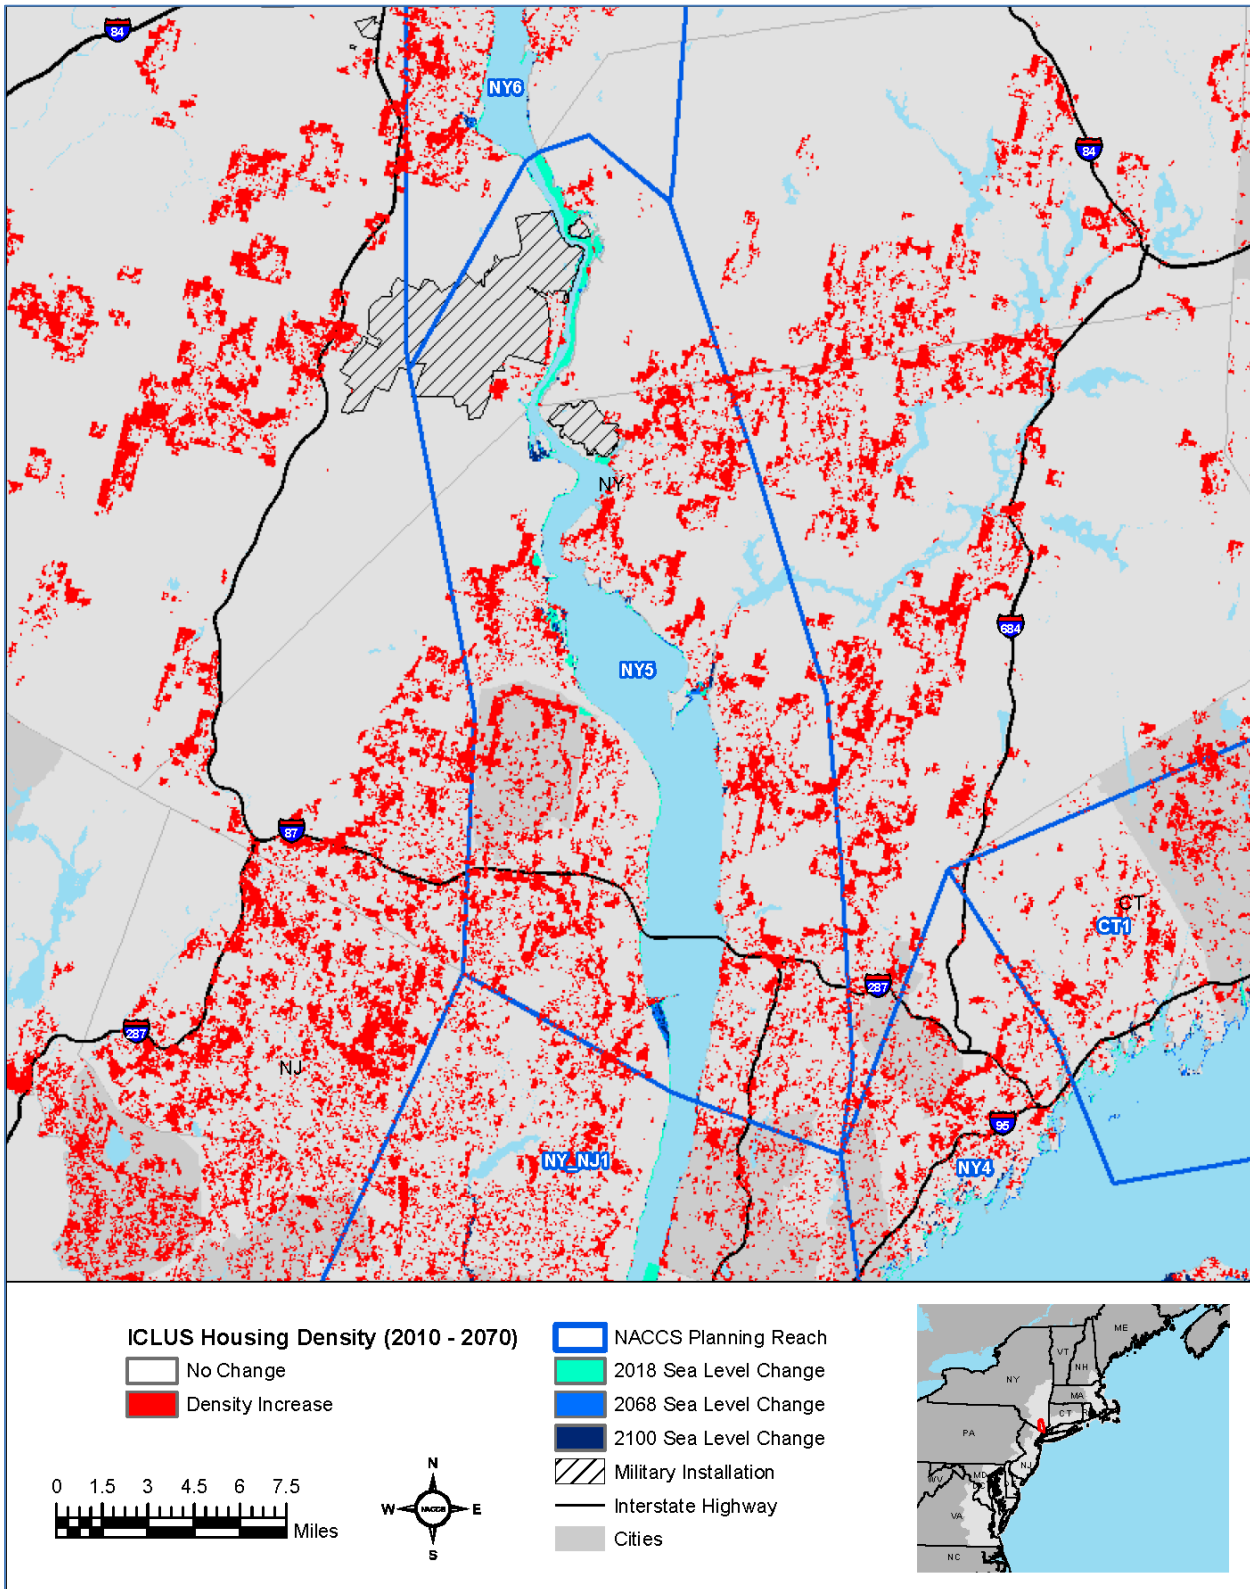 84
NY6
84
NY
NY5
684
87
CT
CT1
287
287
NJ
95
NY_NJ1
NY4
ICLUS Housing Density (2010 - 2070)
No Change
Density Increase
0 1.5 3 4.5 6 7.5
Miles
N
W NACCS E
S
NACCS Planning Reach
2018 Sea Level Change
2068 Sea Level Change
2100 Sea Level Change
Military Installation
Interstate Highway
Cities
ME
VT
NH
NY
MA
CT
PA
NJ
MD
WV
VA
NC